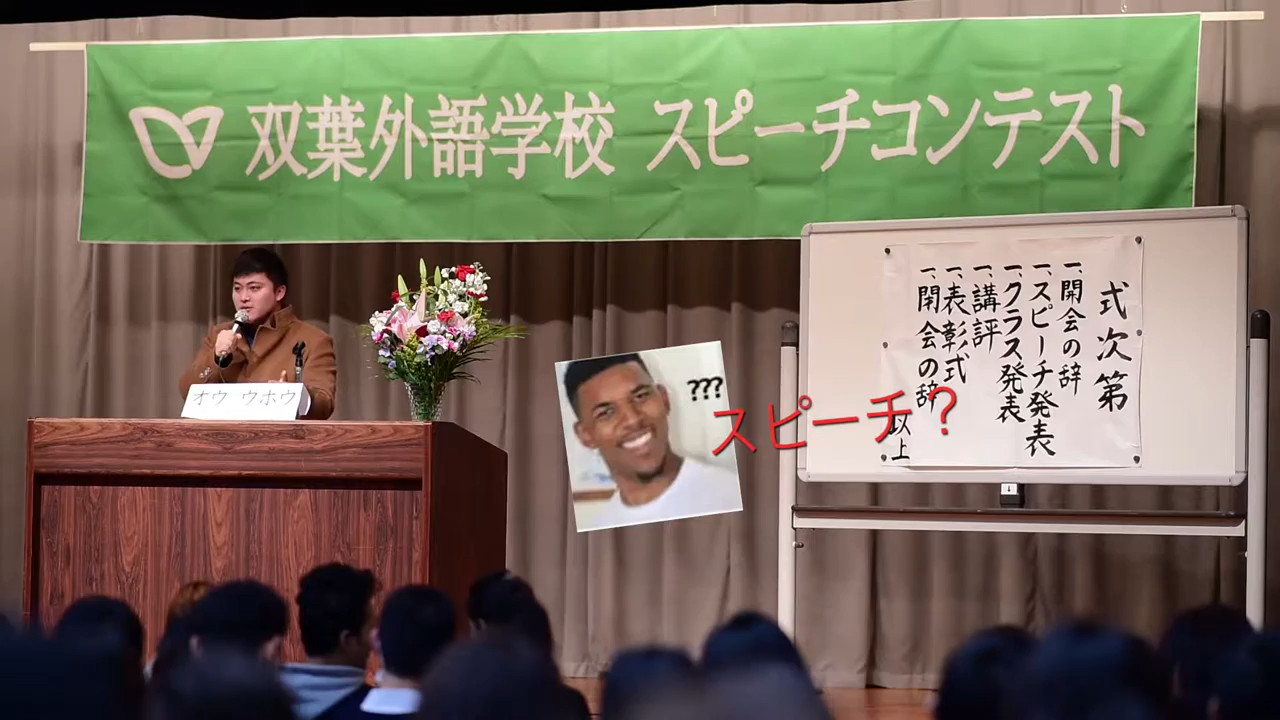 双葉外語学校 スピーチコンテスト
オウ ウホウ
???
スピーチ？
式次第
一、開会の辞
一、スピーチ発表
一、クラス発表
一、講評
一、表彰式
一、閉会の辞
以上